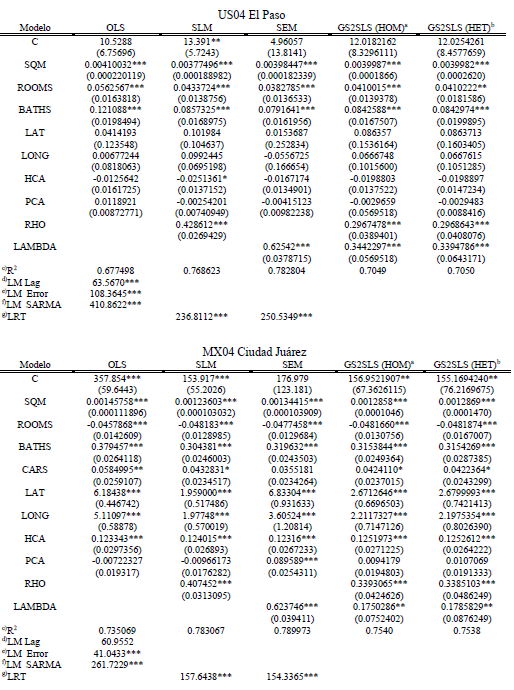 US04 El Paso
Modelo OLS SLM SEM GS2SLS (HOM)ª GS2SLS (HET)ᵇ
C 10.5288 13.391** 4.96057 12.0182162 12.0254261
(6.75696) (5.7243) (13.8141) (8.3296111) (8.4577659)
SQM 0.00410032*** 0.00377496*** 0.00398447*** 0.0039987*** 0.0039982***
(0.000220119) (0.000188982) (0.000182339) (0.0001866) (0.0002620)
ROOMS 0.0562567*** 0.0433724*** 0.0382785*** 0.0410015*** 0.0410222**
(0.0163818) (0.0138756) (0.0136533) (0.0139378) (0.0181586)
BATHS 0.121088*** 0.0857325*** 0.0791641*** 0.0842588*** 0.0842974***
(0.0198494) (0.0168975) (0.0161956) (0.0167507) (0.0199895)
LAT 0.0414193 0.101984 0.0153687 0.086357 0.0863713
(0.123548) (0.104637) (0.252834) (0.1536164) (0.1603405)
LONG 0.00677244 0.0992445 -0.0556725 0.0666748 0.0667615
(0.0818063) (0.0695198) (0.166654) (0.1015600) (0.1051285)
HCA -0.0125642 -0.0251361* -0.0167174 -0.0198803 -0.0198897
(0.0161725) (0.0137152) (0.0134901) (0.0137522) (0.0147234)
PCA 0.0118921 -0.00254201 -0.00415123 -0.0029659 -0.0029483
(0.00872771) (0.00740949) (0.00982238) (0.0569518) (0.0088416)
RHO 0.428612*** 0.2967478*** 0.2968643***
(0.0269429) (0.0389401) (0.0408076)
LAMBDA 0.62542*** 0.3442297*** 0.3394786***
(0.0378715) (0.0569518) (0.0643171)
ᶜ⁾R² 0.677498 0.768623 0.782804 0.7049 0.7050
ᵈ⁾LM Lag 63.5670***
ᵉ⁾LM Error 108.3645***
ᶠ⁾LM SARMA 410.8622***
ᵍ⁾LRT 236.8112*** 250.5349***
MX04 Ciudad Juárez
Modelo OLS SLM SEM GS2SLS (HOM)ª GS2SLS (HET)ᵇ
C 357.854*** 153.917*** 176.979 156.9521907** 155.1694240**
(59.6443) (55.2026) (123.181) (67.3626115) (76.2169675)
SQM 0.00145758*** 0.00123603*** 0.00134415*** 0.0012858*** 0.0012869***
(0.000111896) (0.000103032) (0.000103909) (0.0001046) (0.0001470)
ROOMS -0.0457868*** -0.048183*** -0.0477458*** -0.0481660*** -0.0481874***
(0.0142609) (0.0128985) (0.0129684) (0.0130756) (0.0167007)
BATHS 0.379457*** 0.304381*** 0.319632*** 0.3153844*** 0.3154269***
(0.0264118) (0.0246003) (0.0243503) (0.0249364) (0.0287385)
CARS 0.0584995** 0.0432831* 0.0355181 0.0424110* 0.0422364*
(0.0259107) (0.0234517) (0.0234264) (0.0237015) (0.0243299)
LAT 6.18438*** 1.959000*** 6.83304*** 2.6712646*** 2.6799993***
(0.446742) (0.517486) (0.931633) (0.6696503) (0.7421413)
LONG 5.11097*** 1.97748*** 3.60524*** 2.2117327*** 2.1975354***
(0.58878) (0.570019) (1.20814) (0.7147126) (0.8026390)
HCA 0.123343*** 0.124015*** 0.12316*** 0.1251973*** 0.1252612***
(0.0297356) (0.026893) (0.0267233) (0.0271225) (0.0264222)
PCA -0.00722327 -0.00966173 0.089589*** 0.0094179 0.0107069
(0.019317) (0.0176282) (0.0254311) (0.0194803) (0.0191333)
RHO 0.407452*** 0.3393065*** 0.3385103***
(0.0313095) (0.0424626) (0.0486249)
LAMBDA 0.623746*** 0.1750286** 0.1785829**
(0.039411) (0.0752402) (0.0876249)
ᶜ⁾R² 0.735069 0.783067 0.789973 0.7540 0.7538
ᵈ⁾LM Lag 60.9552
ᵉ⁾LM Error 41.0433***
ᶠ⁾LM SARMA 261.7229***
ᵍ⁾LRT 157.6438*** 154.3365***